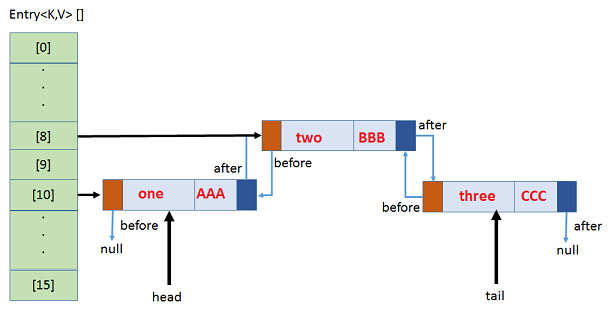 Entry<K,V> []
[0]
.
.
.
[8]
two BBB
after
before
[9]
after
[10]
one AAA
three CCC
before
before
null
after
null
.
.
.
[15]
head
tail